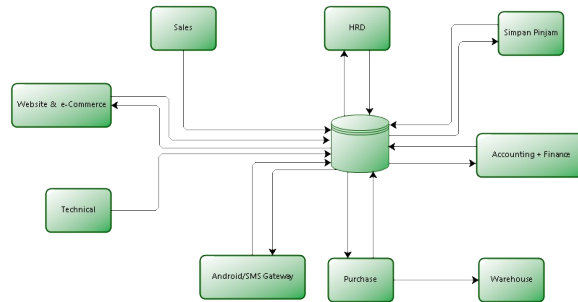 Sales
HRD
Simpan Pinjam
Website & e-Commerce
Accounting + Finance
Technical
Android/SMS Gateway
Purchase
Warehouse